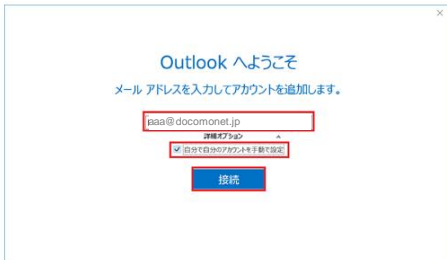 Outlook へようこそ
メール アドレスを入力してアカウントを追加します。
aaa@docomonet.jp
詳細オプション
自分で自分のアカウントを手動で設定
接続